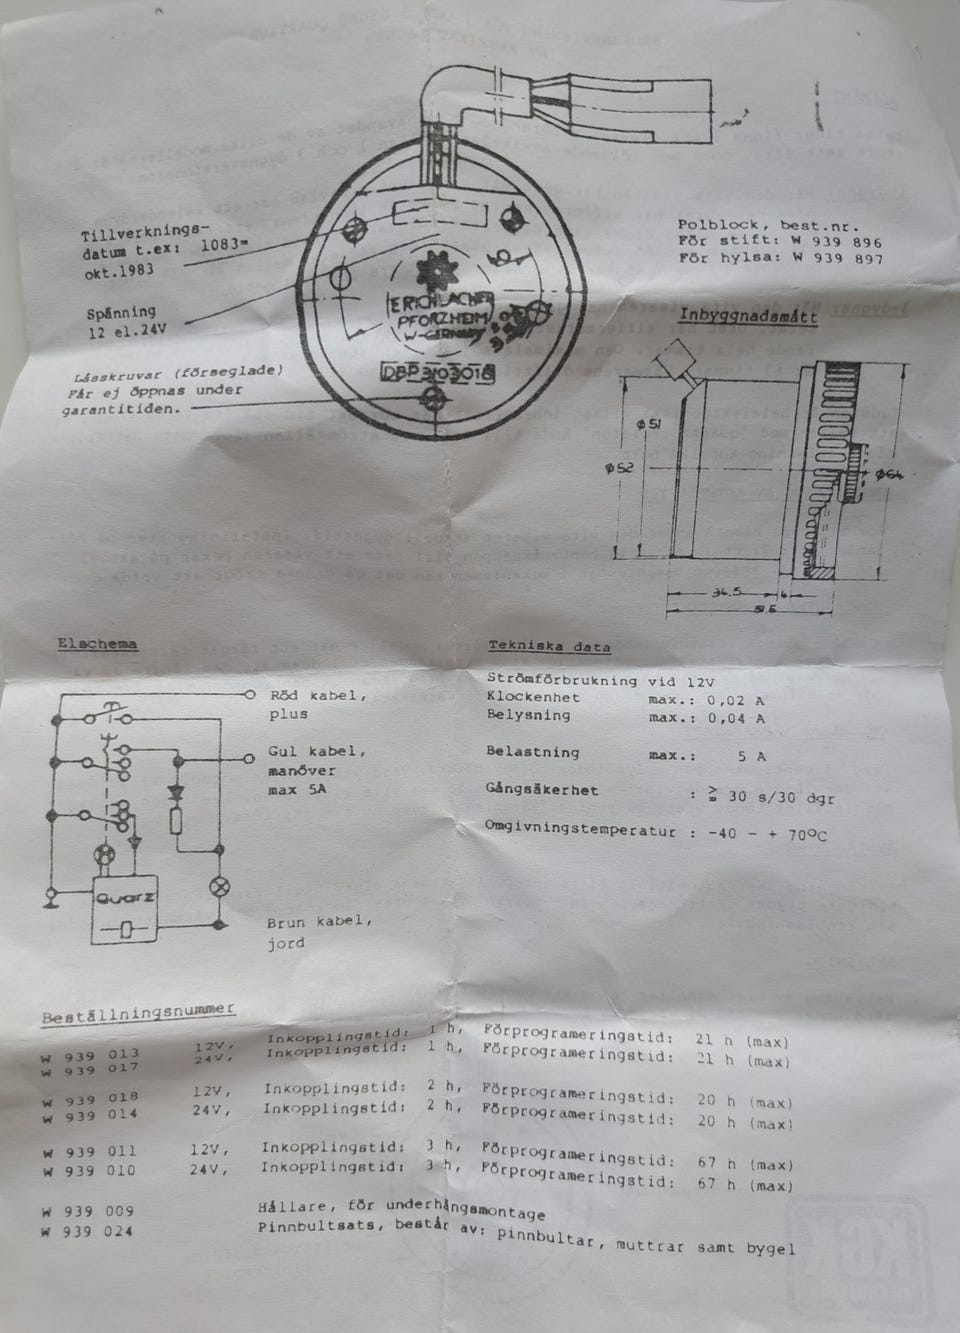 Tillverknings-
datum t.ex: 1083=
okt.1983
Spänning
12 el.24V
Låsskruvar (förseglade)
Får ej öppnas under
garantitiden.
ERICH LACHER
PFORZHEIM
W-GERMANY
DBP 3103018
Polblock, best.nr.
För stift: W 939 896
För hylsa: W 939 897
Inbyggnadsmått
ø51
ø52
ø64
34.5
4
Elschema
Röd kabel,
plus
Gul kabel,
manöver
max 5A
Quarz
Brun kabel,
jord
Tekniska data
Strömförbrukning vid 12V
Klockenhet max.: 0,02 A
Belysning max.: 0,04 A
Belastning max.: 5 A
Gångsäkerhet : ≧ 30 s/30 dgr
Omgivningstemperatur : -40 - + 70°C
Beställningsnummer
W 939 013 12V, Inkopplingstid: 1 h, Förprogrameringstid: 21 h (max)
W 939 017 24V, Inkopplingstid: 1 h, Förprogrameringstid: 21 h (max)
W 939 018 12V, Inkopplingstid: 2 h, Förprogrameringstid: 20 h (max)
W 939 014 24V, Inkopplingstid: 2 h, Förprogrameringstid: 20 h (max)
W 939 011 12V, Inkopplingstid: 3 h, Förprogrameringstid: 67 h (max)
W 939 010 24V, Inkopplingstid: 3 h, Förprogrameringstid: 67 h (max)
W 939 009 Hållare, för underhängsmontage
W 939 024 Pinnbultsats, består av: pinnbultar, muttrar samt bygel
KGK